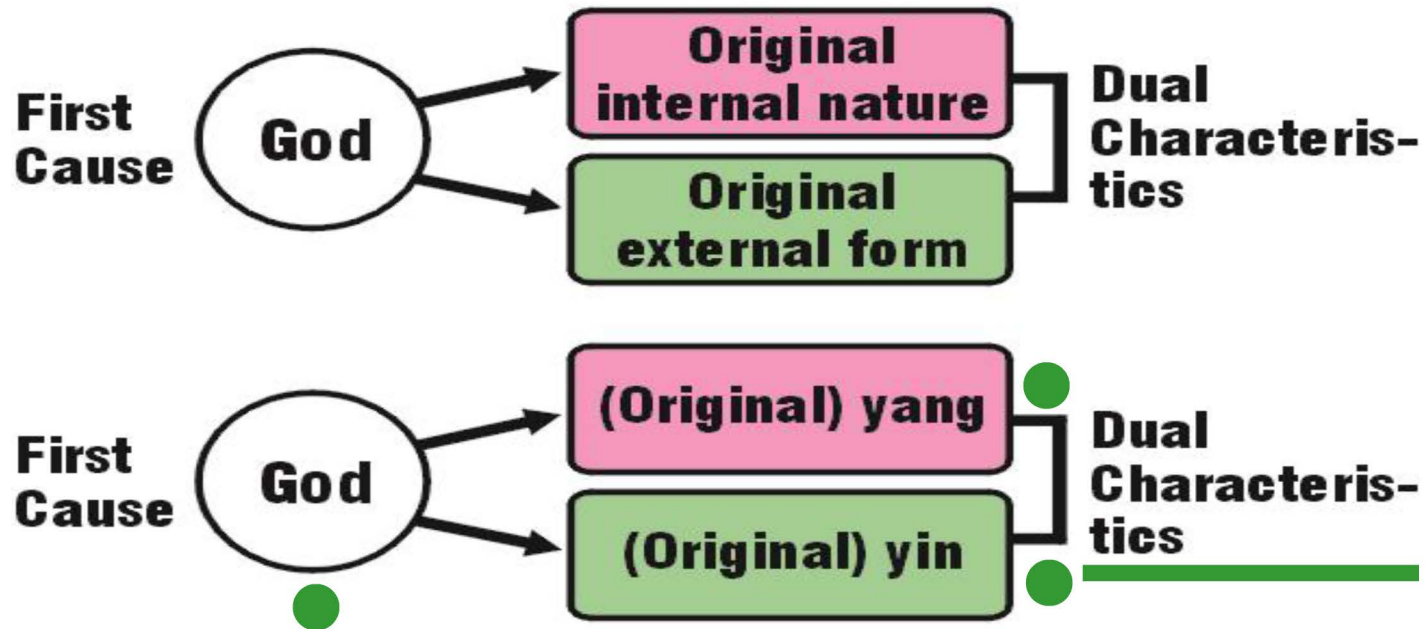 First
Cause
God
Original
internal nature
Original
external form
Dual
Characteris-
tics
First
Cause
God
(Original) yang
(Original) yin
Dual
Characteris-
tics